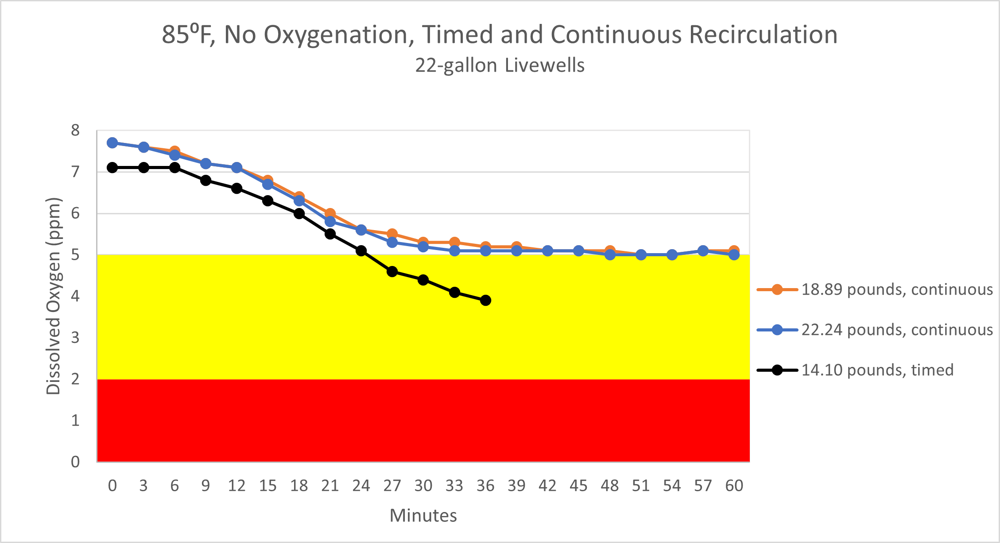 85⁰F, No Oxygenation, Timed and Continuous Recirculation
22-gallon Livewells
8
7
6
5
4
3
2
1
0
Dissolved Oxygen (ppm)
0 3 6 9 12 15 18 21 24 27 30 33 36 39 42 45 48 51 54 57 60
Minutes
18.89 pounds, continuous
22.24 pounds, continuous
14.10 pounds, timed